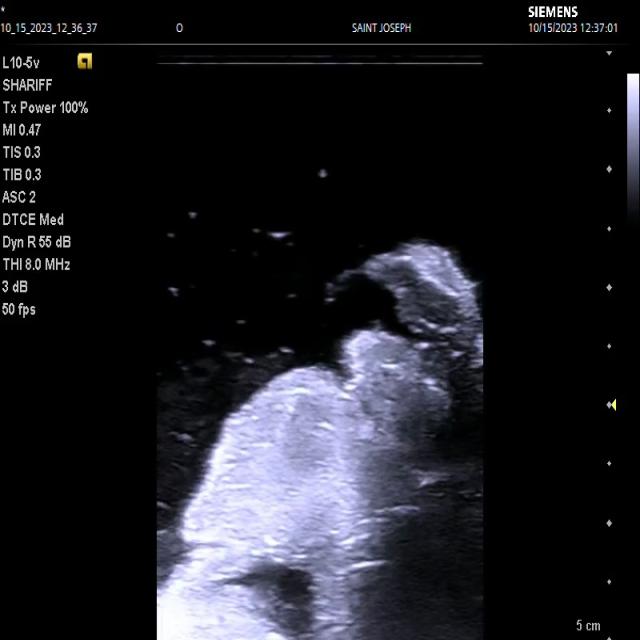 *
SIEMENS
10_15_2023_12_36_37 O SAINT JOSEPH 10/15/2023 12:37:01
L10-5v
SHARIFF
Tx Power 100%
MI 0.47
TIS 0.3
TIB 0.3
ASC 2
DTCE Med
Dyn R 55 dB
THI 8.0 MHz
3 dB
50 fps
5 cm